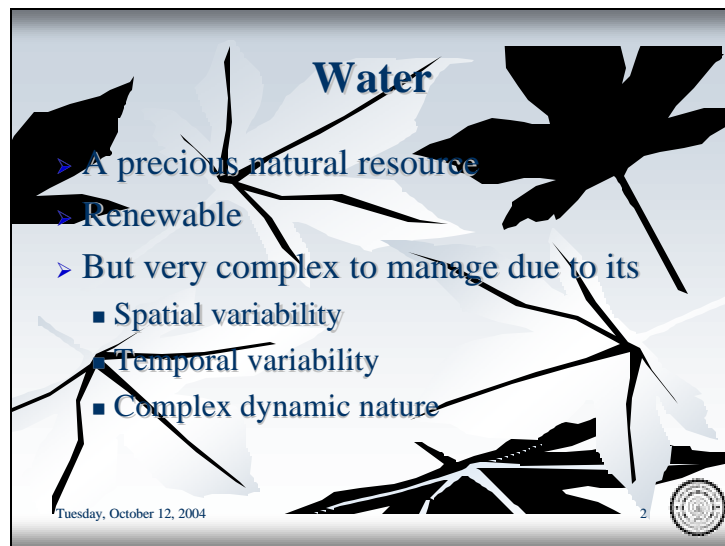 Water
A precious natural resource
Renewable
But very complex to manage due to its
Spatial variability
Temporal variability
Complex dynamic nature
Tuesday, October 12, 2004
2